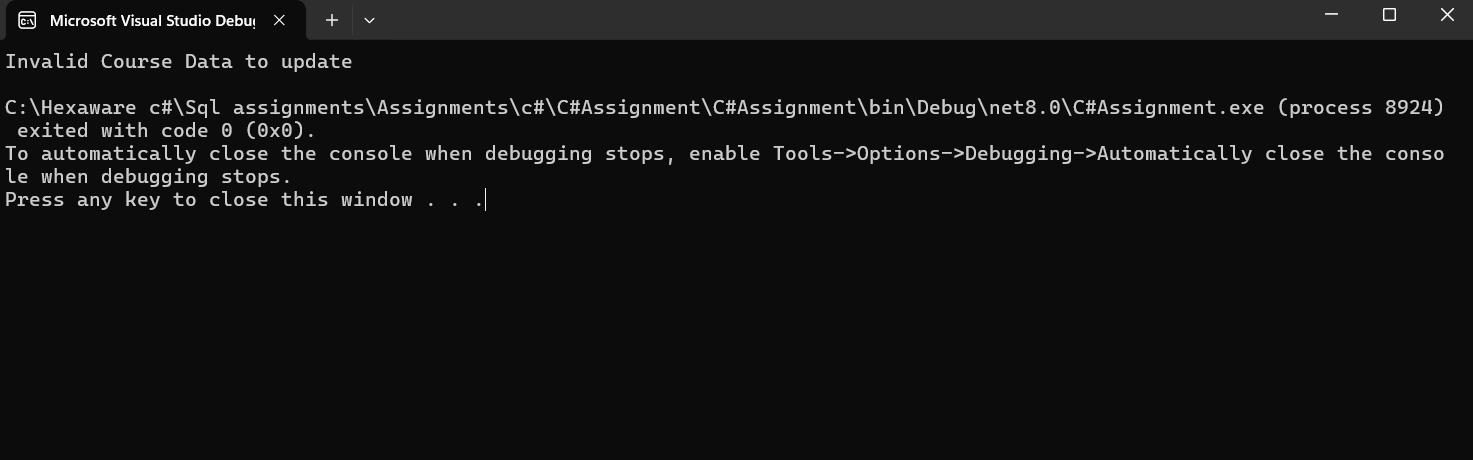 Microsoft Visual Studio Debug
Invalid Course Data to update
C:\Hexaware c#\Sql assignments\Assignments\c#\C#Assignment\C#Assignment\bin\Debug\net8.0\C#Assignment.exe (process 8924)
exited with code 0 (0x0).
To automatically close the console when debugging stops, enable Tools->Options->Debugging->Automatically close the conso
le when debugging stops.
Press any key to close this window . . .